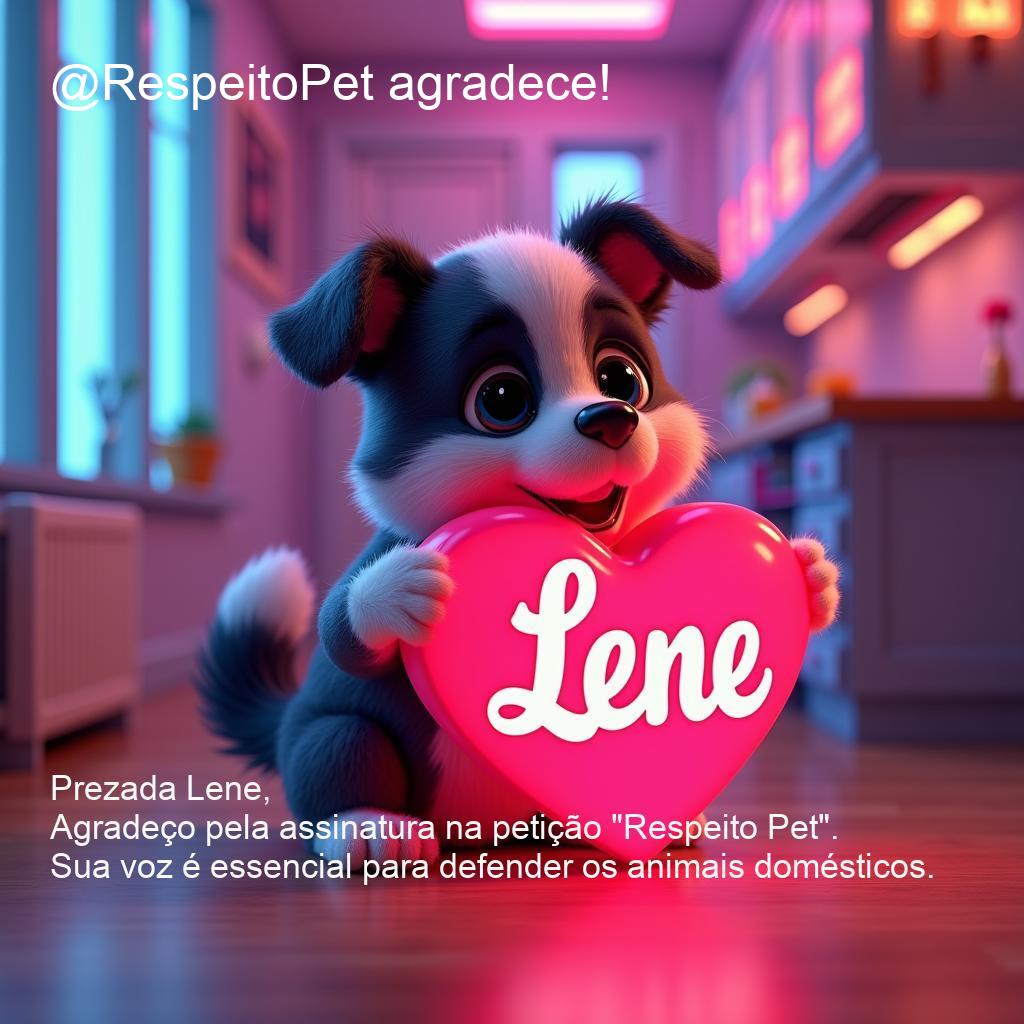 @RespeitoPet agradece!
Lene
Prezada Lene,
Agradeço pela assinatura na petição "Respeito Pet".
Sua voz é essencial para defender os animais domésticos.